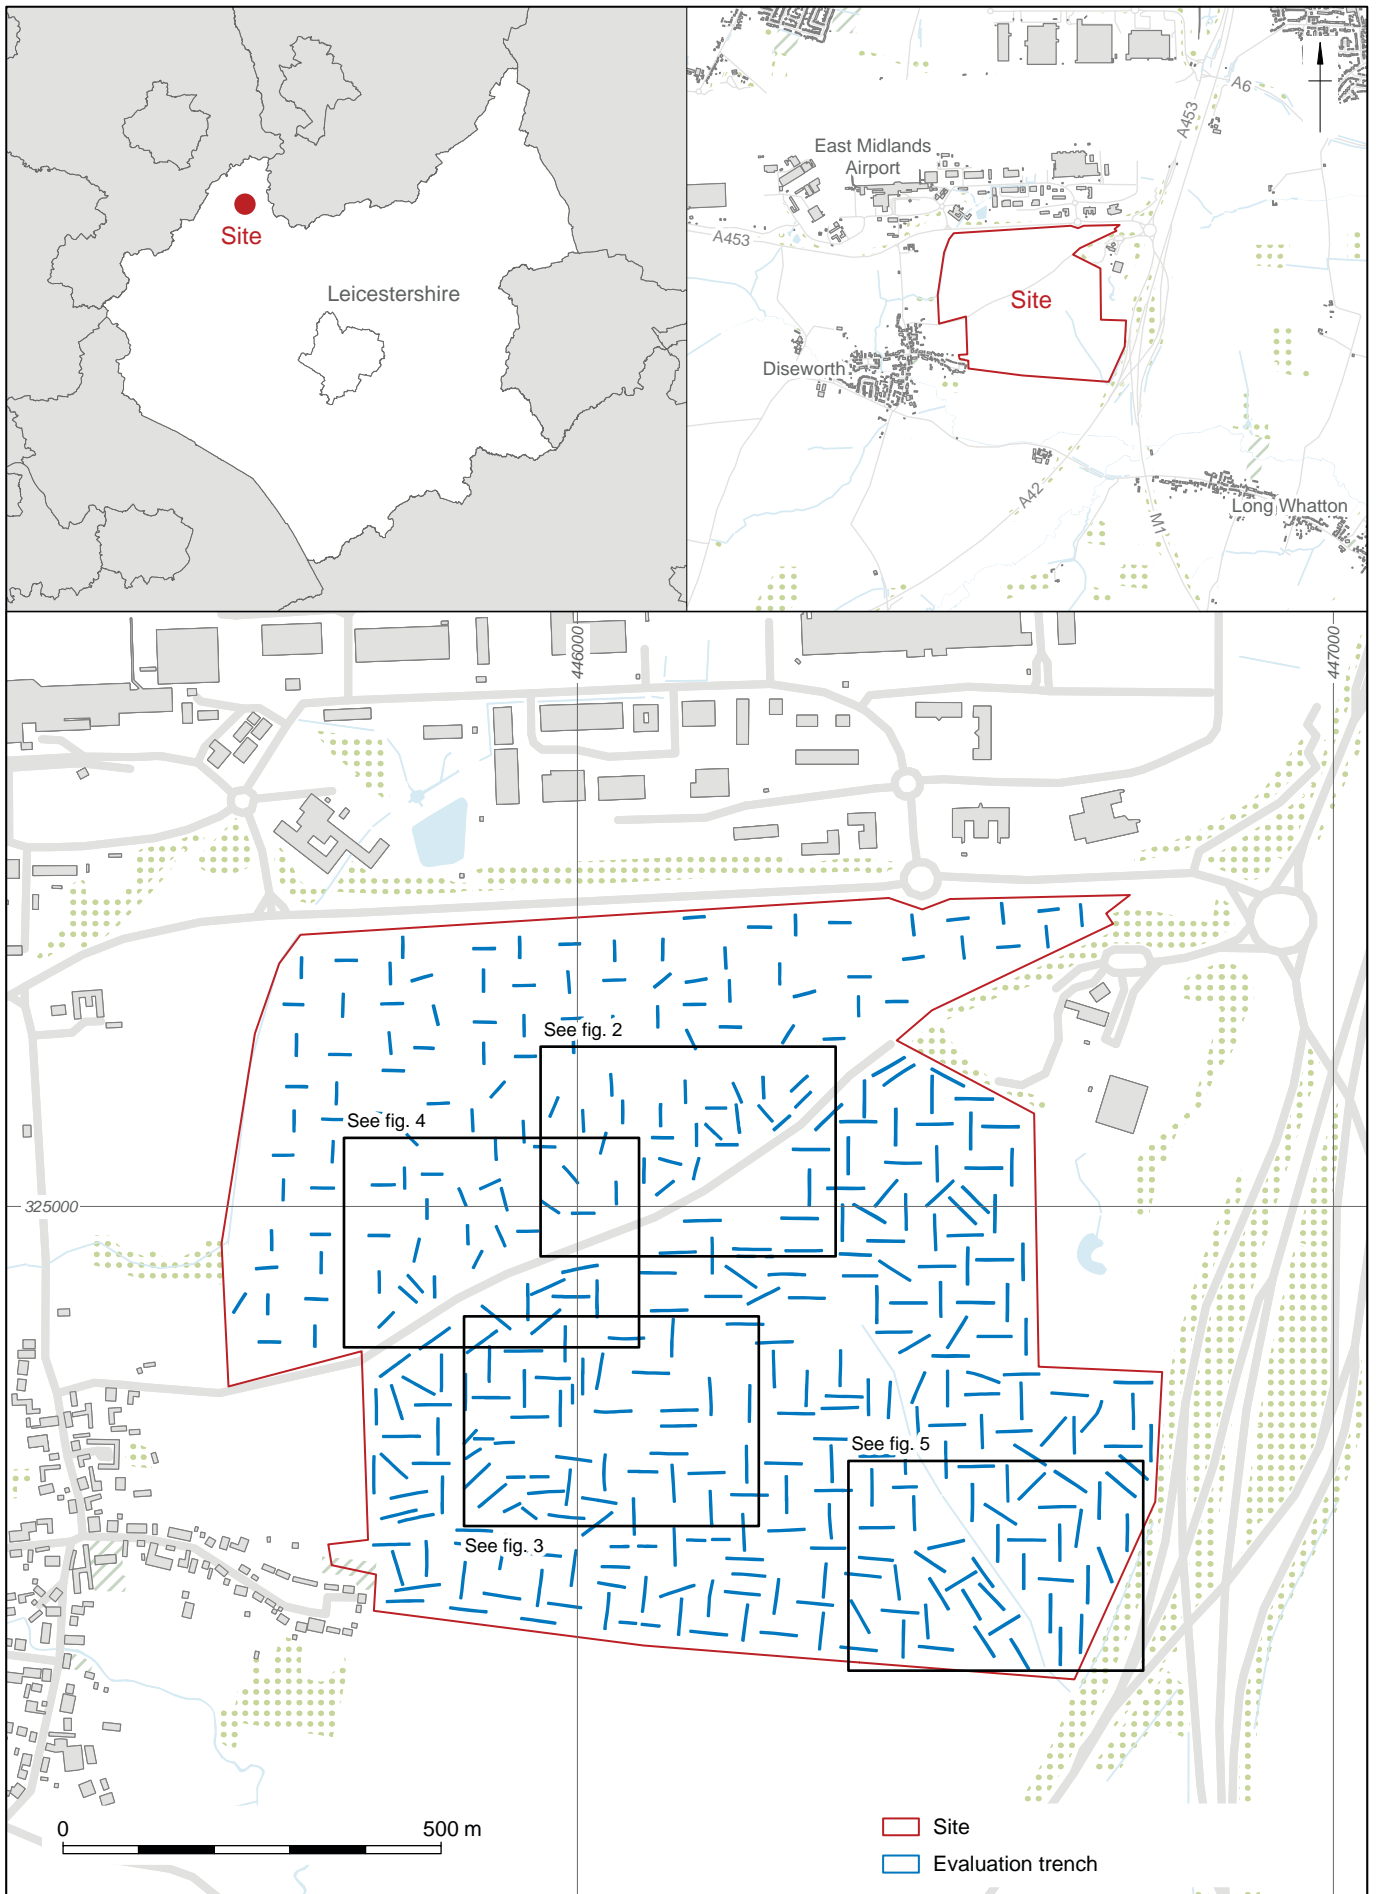 Site
Leicestershire
East Midlands
Airport
A453
A6
A453
Site
Diseworth
A42
M1
Long Whatton
446000
447000
See fig. 2
See fig. 4
325000
See fig. 5
See fig. 3
0
500 m
Site
Evaluation trench